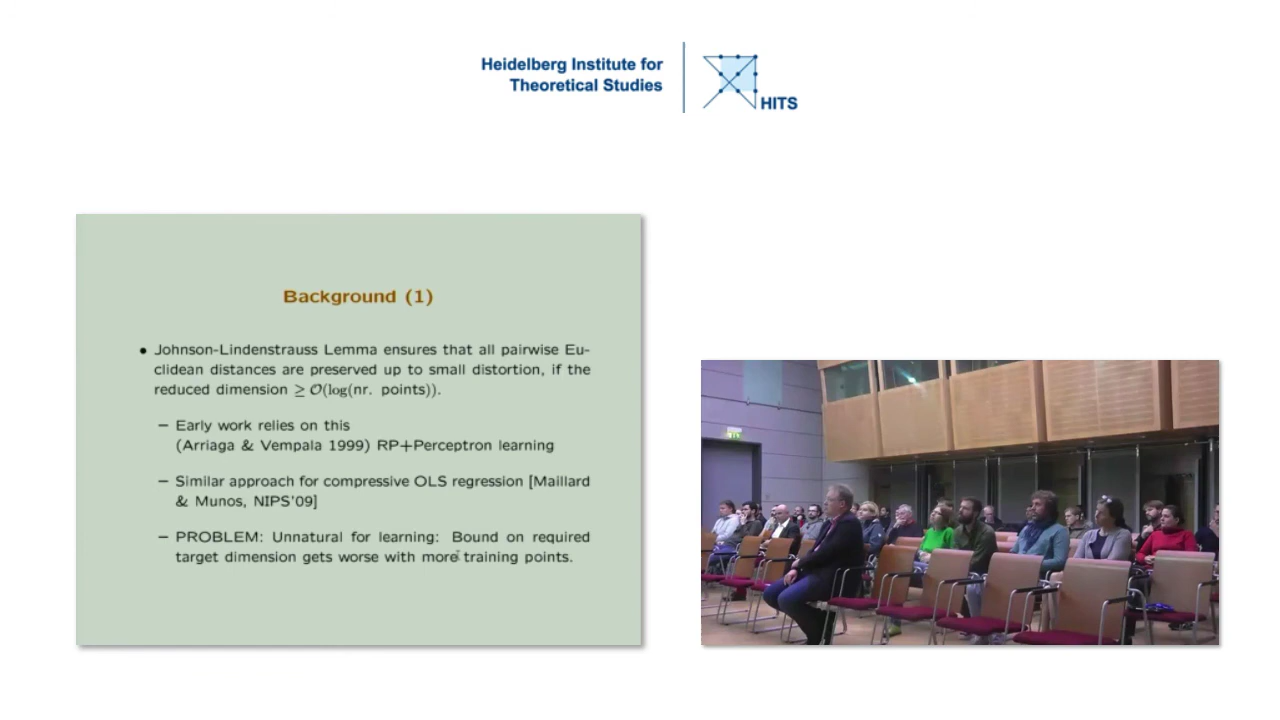 Heidelberg Institute for
Theoretical Studies
HITS
Background (1)
• Johnson-Lindenstrauss Lemma ensures that all pairwise Eu-
clidean distances are preserved up to small distortion, if the
reduced dimension ≥ O(log(nr. points)).
– Early work relies on this
(Arriaga & Vempala 1999) RP+Perceptron learning
– Similar approach for compressive OLS regression [Maillard
& Munos, NIPS'09]
– PROBLEM: Unnatural for learning: Bound on required
target dimension gets worse with more training points.